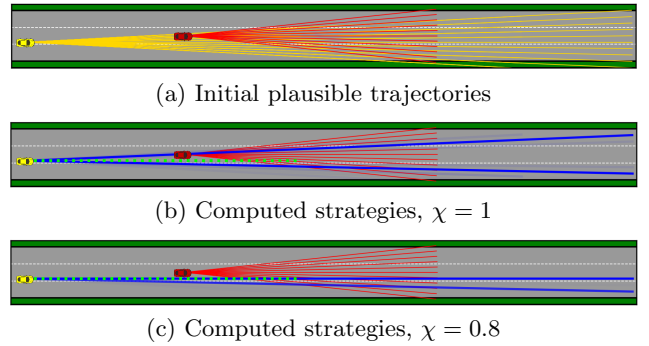 (a) Initial plausible trajectories
(b) Computed strategies, χ = 1
(c) Computed strategies, χ = 0.8